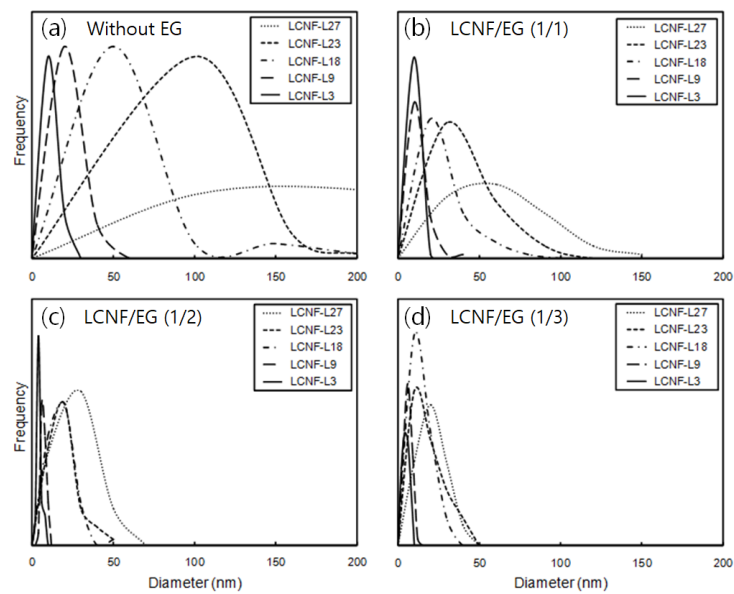 (a) Without EG
LCNF-L27
LCNF-L23
LCNF-L18
LCNF-L9
LCNF-L3
Frequency
0 50 100 150 200
(b) LCNF/EG (1/1)
LCNF-L27
LCNF-L23
LCNF-L18
LCNF-L9
LCNF-L3
0 50 100 150 200
(c) LCNF/EG (1/2)
LCNF-L27
LCNF-L23
LCNF-L18
LCNF-L9
LCNF-L3
Frequency
0 50 100 150 200
Diameter (nm)
(d) LCNF/EG (1/3)
LCNF-L27
LCNF-L23
LCNF-L18
LCNF-L9
LCNF-L3
0 50 100 150 200
Diameter (nm)